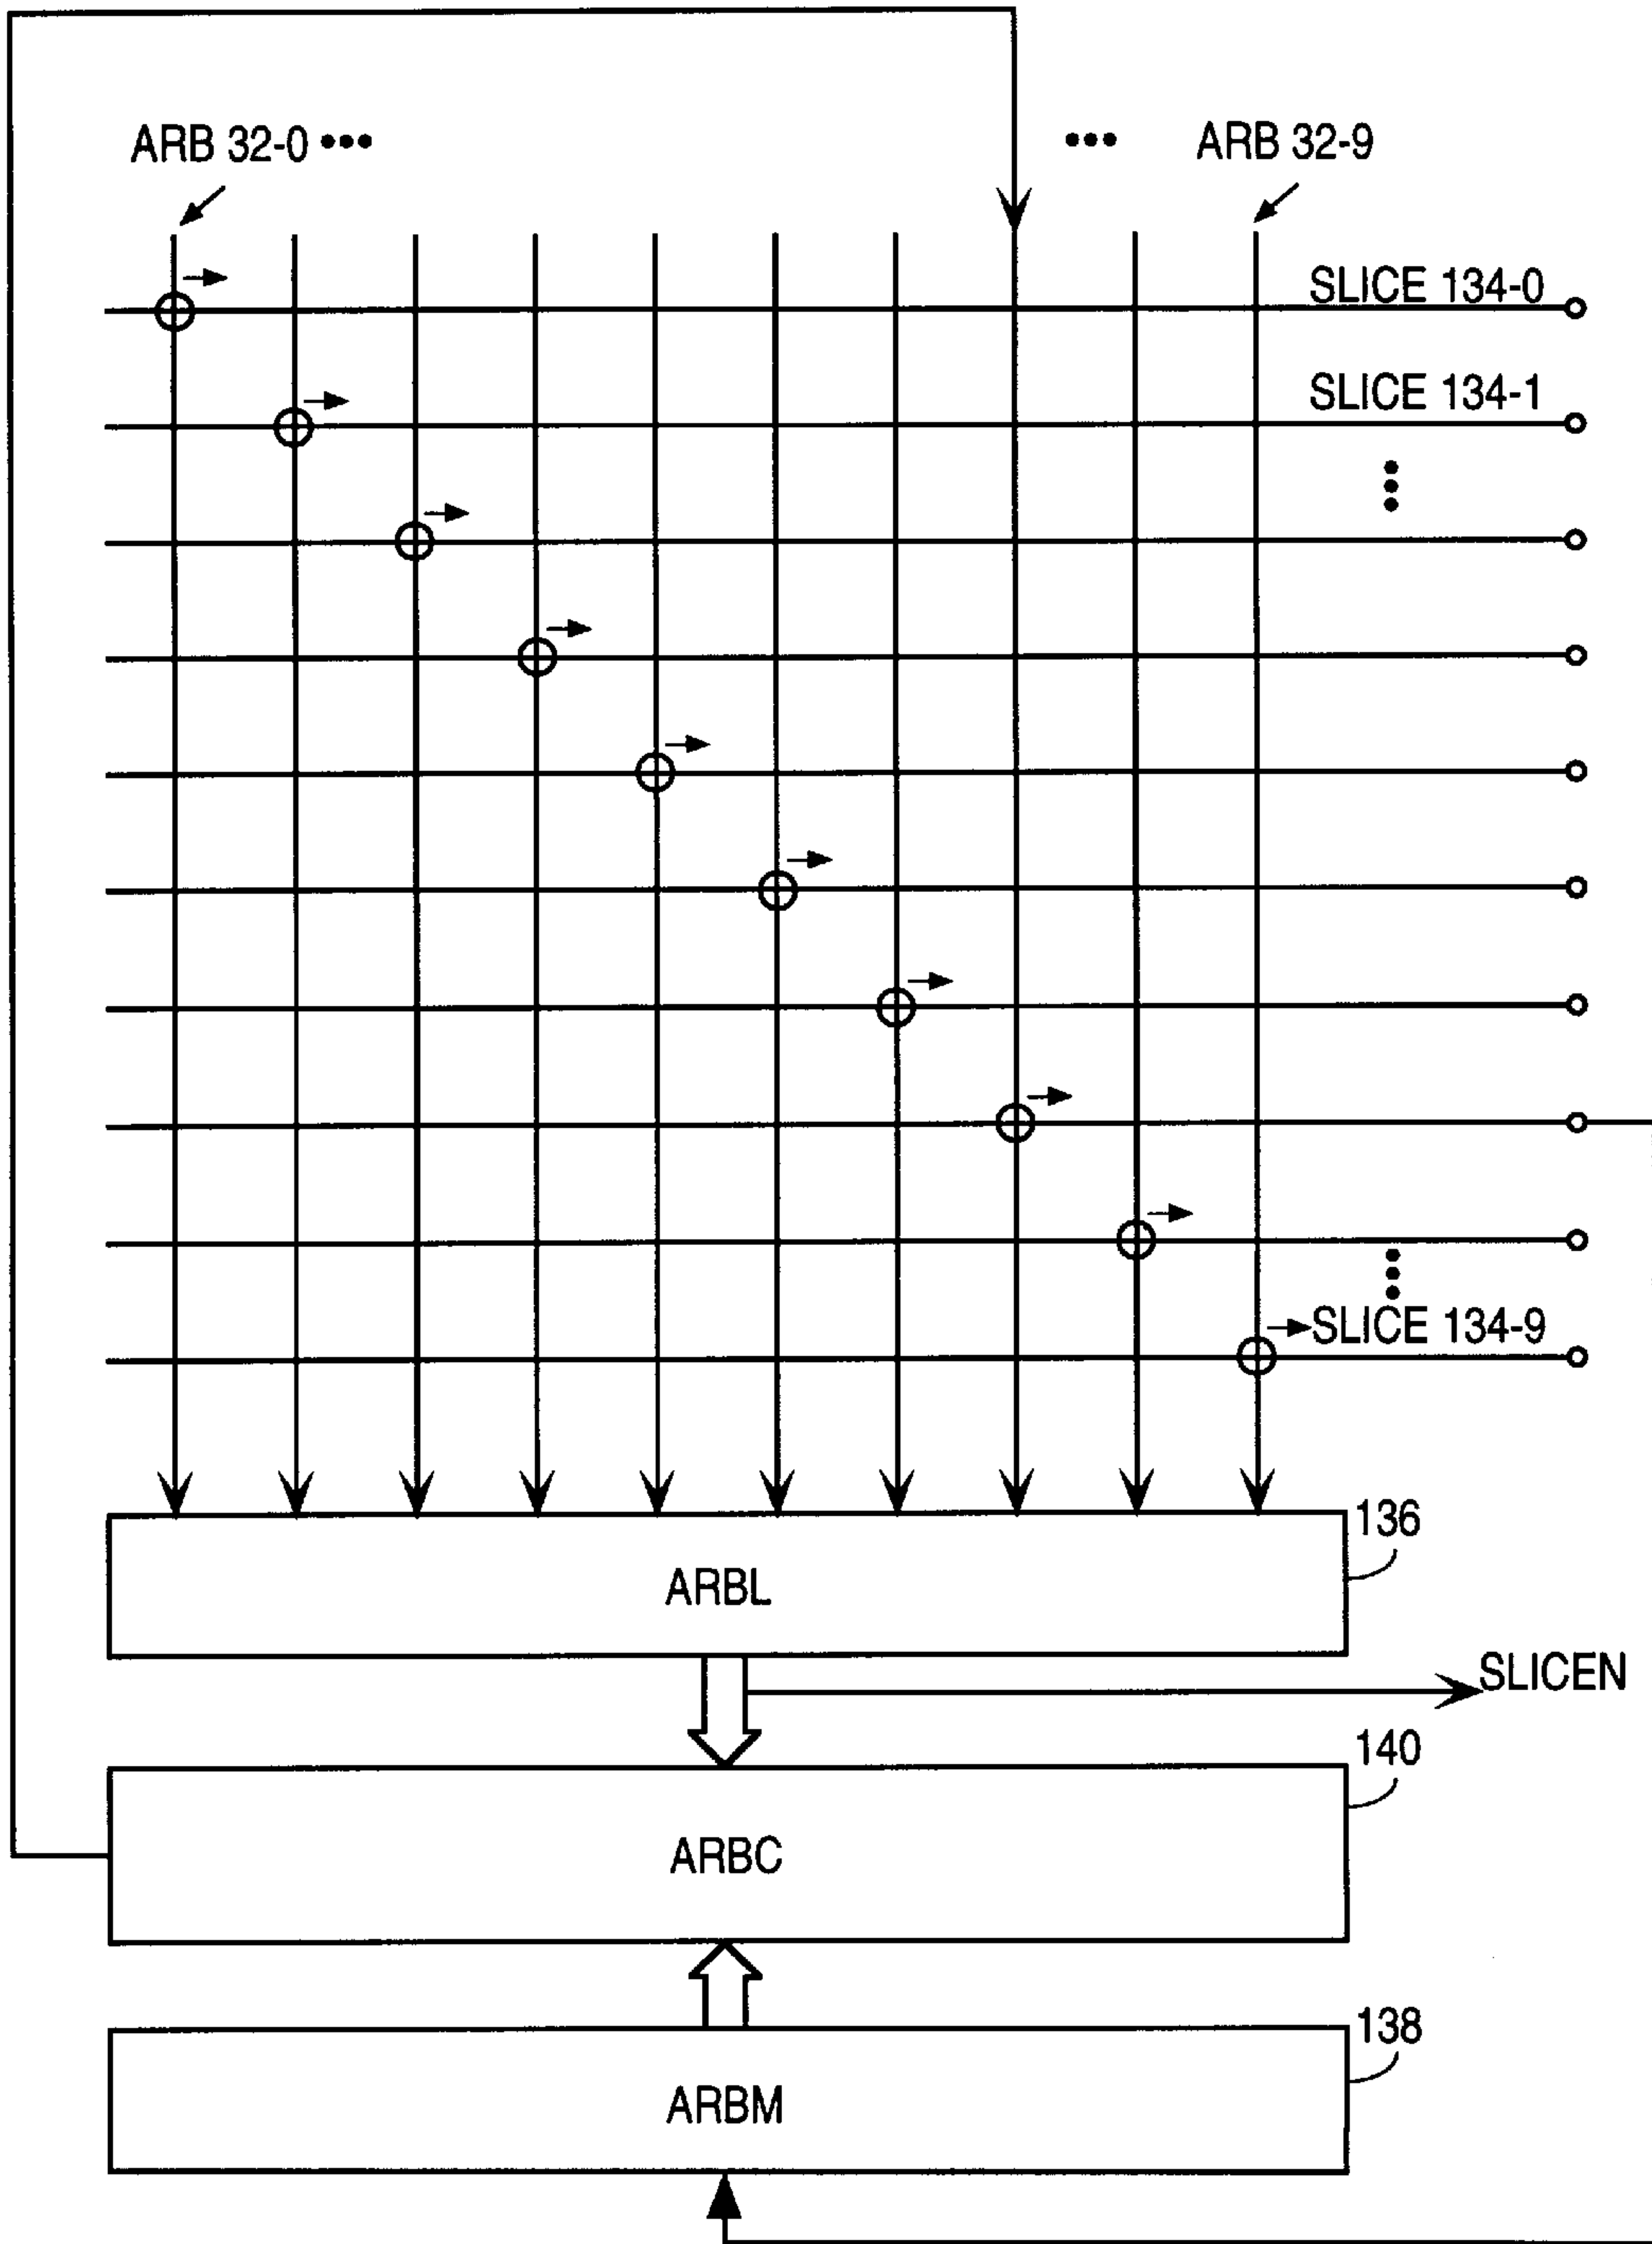 ARB 32-0 •••
••• ARB 32-9
SLICE 134-0
SLICE 134-1
SLICE 134-9
136
ARBL
SLICEN
140
ARBC
138
ARBM